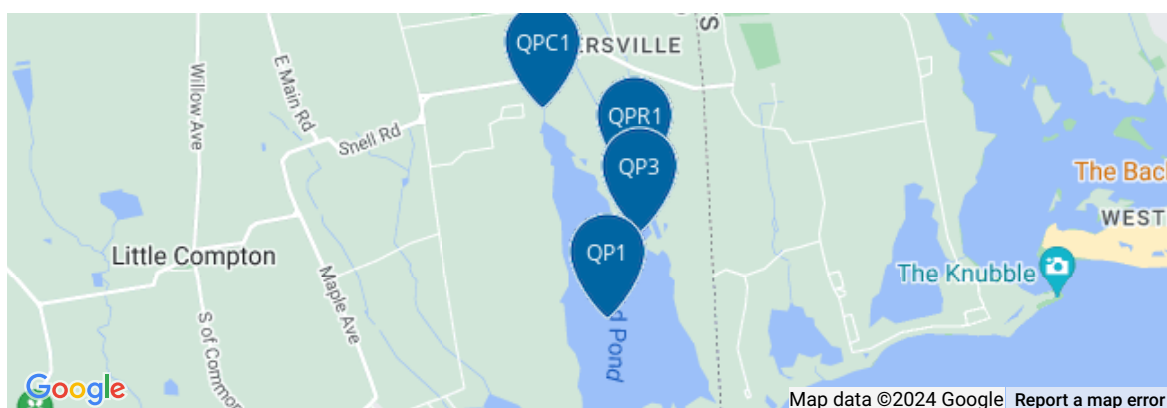 QPC1
ERSVILLE
S
Willow Ave
E Main Rd
Snell Rd
QPR1
QP3
The Bac
WEST
Little Compton
QP1
The Knubble
Maple Ave
S of Common
d Pond
Google
Map data ©2024 Google
Report a map error